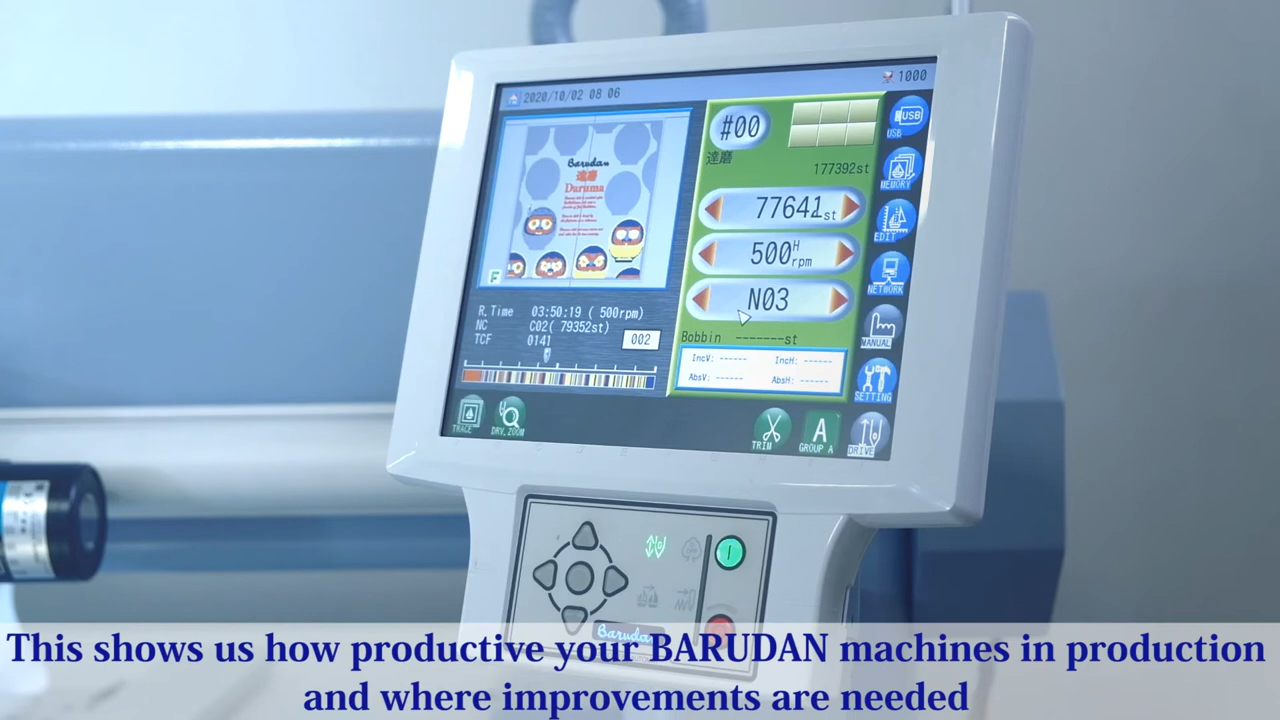 2020/10/02 08 06
1000
Barudan
達磨
Daruma
F
R.Time 03:50:19 ( 500rpm)
NC C02( 79352st)
TCF 0141
002
#00
達磨
177392st
77641st
500H rpm
N03
Bobbin -------st
IncV: ------ IncH: ------
AbsV: ------ AbsH: ------
USB
MEMORY
EDIT
NETWORK
MANUAL
SETTING
TRACE
DRV.ZOOM
TRIM
A
GROUP A
DRIVE
Barudan
This shows us how productive your BARUDAN machines in production
and where improvements are needed